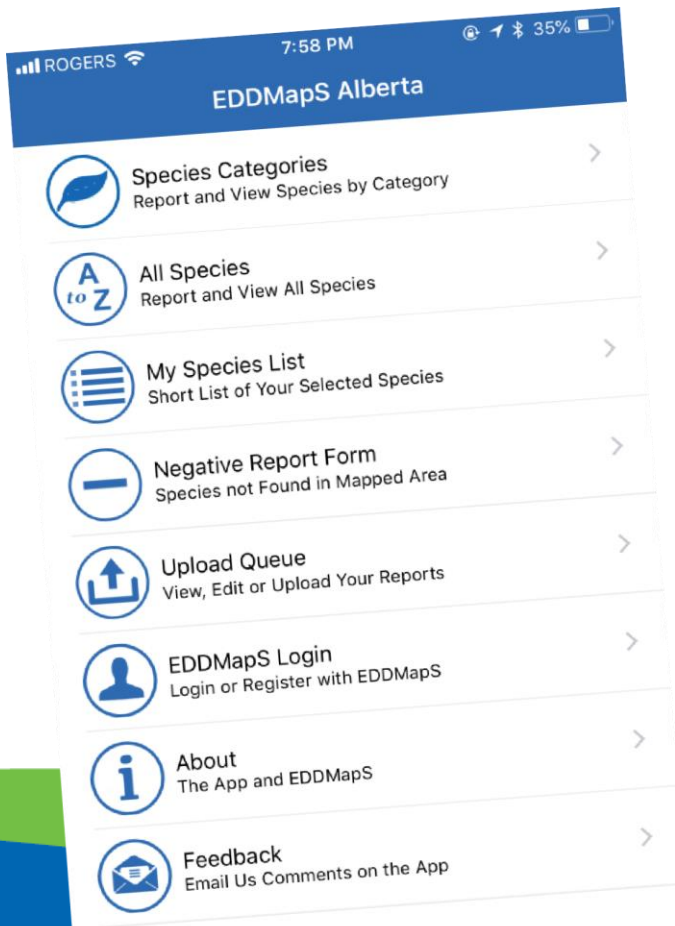 ROGERS 7:58 PM 35%
EDDMapS Alberta
Species Categories
Report and View Species by Category
A to Z
All Species
Report and View All Species
My Species List
Short List of Your Selected Species
Negative Report Form
Species not Found in Mapped Area
Upload Queue
View, Edit or Upload Your Reports
EDDMapS Login
Login or Register with EDDMapS
i
About
The App and EDDMapS
Feedback
Email Us Comments on the App